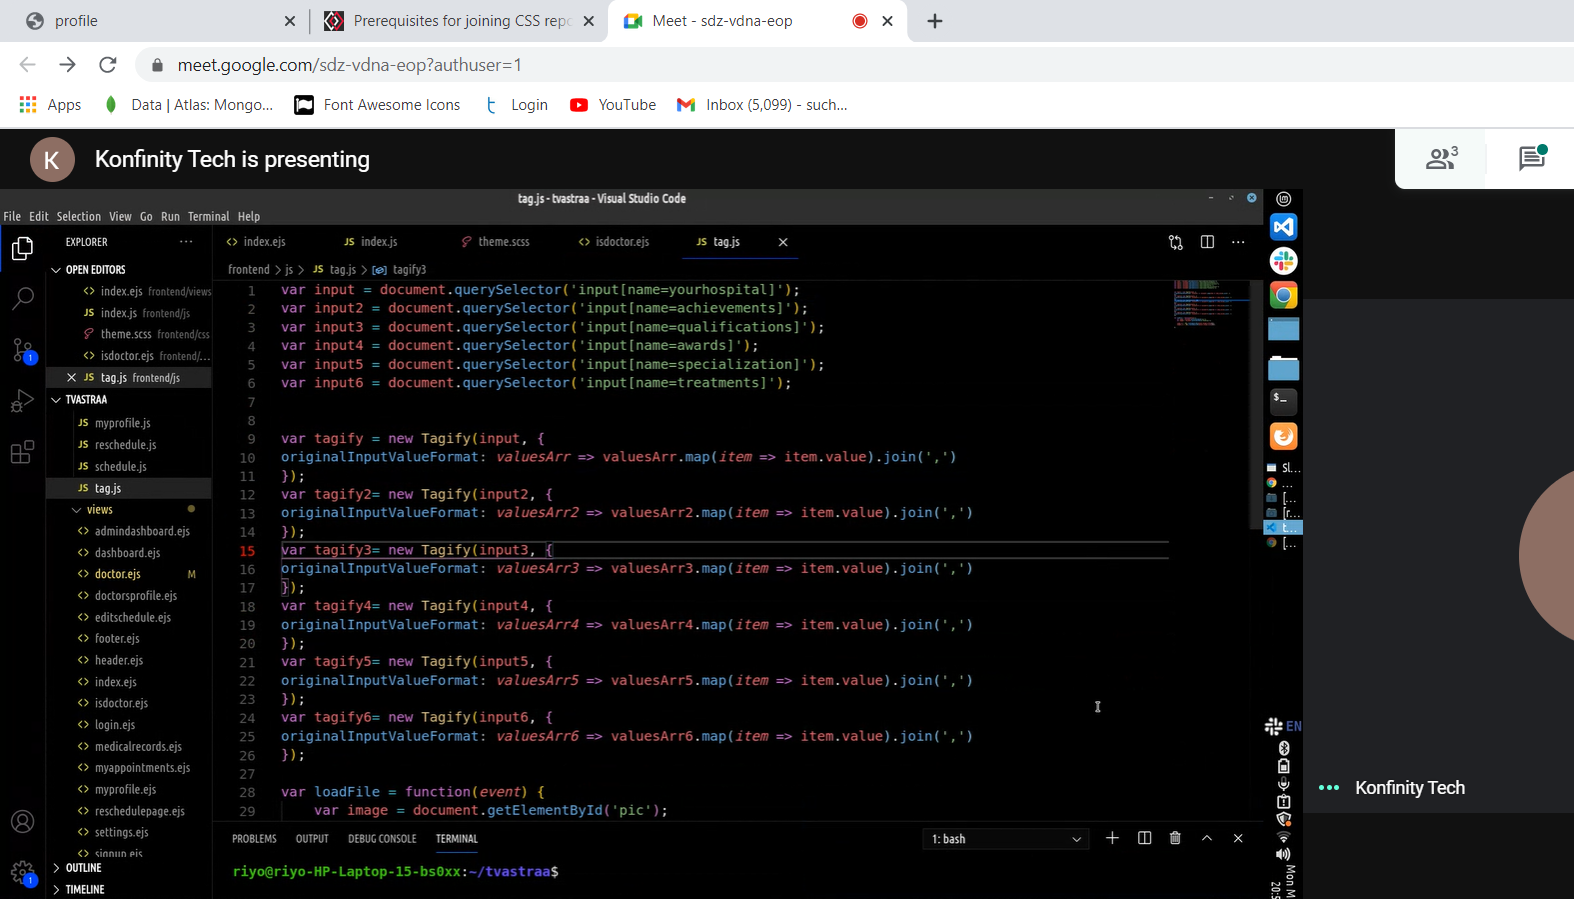 profile
Prerequisites for joining CSS repo
Meet - sdz-vdna-eop
meet.google.com/sdz-vdna-eop?authuser=1
Apps
Data | Atlas: Mongo...
Font Awesome Icons
Login
YouTube
Inbox (5,099) - such...
K
Konfinity Tech is presenting
3
tag.js - tvastraa - Visual Studio Code
File Edit Selection View Go Run Terminal Help
EXPLORER
index.ejs
JS index.js
theme.scss
isdoctor.ejs
JS tag.js
OPEN EDITORS
index.ejs frontend/views
JS index.js frontend/js
theme.scss frontend/css
isdoctor.ejs frontend/...
JS tag.js frontend/js
TVASTRAA
JS myprofile.js
JS reschedule.js
JS schedule.js
JS tag.js
views
admindashboard.ejs
dashboard.ejs
doctor.ejs M
doctorsprofile.ejs
editschedule.ejs
footer.ejs
header.ejs
index.ejs
isdoctor.ejs
login.ejs
medicalrecords.ejs
myappointments.ejs
myprofile.ejs
reschedulepage.ejs
settings.ejs
signup.ejs
OUTLINE
TIMELINE
1
1
frontend > js > JS tag.js > tagify3
1 var input = document.querySelector('input[name=yourhospital]');
2 var input2 = document.querySelector('input[name=achievements]');
3 var input3 = document.querySelector('input[name=qualifications]');
4 var input4 = document.querySelector('input[name=awards]');
5 var input5 = document.querySelector('input[name=specialization]');
6 var input6 = document.querySelector('input[name=treatments]');
7
8
9 var tagify = new Tagify(input, {
10 originalInputValueFormat: valuesArr => valuesArr.map(item => item.value).join(',')
11 });
12 var tagify2= new Tagify(input2, {
13 originalInputValueFormat: valuesArr2 => valuesArr2.map(item => item.value).join(',')
14 });
15 var tagify3= new Tagify(input3, {
16 originalInputValueFormat: valuesArr3 => valuesArr3.map(item => item.value).join(',')
17 });
18 var tagify4= new Tagify(input4, {
19 originalInputValueFormat: valuesArr4 => valuesArr4.map(item => item.value).join(',')
20 });
21 var tagify5= new Tagify(input5, {
22 originalInputValueFormat: valuesArr5 => valuesArr5.map(item => item.value).join(',')
23 });
24 var tagify6= new Tagify(input6, {
25 originalInputValueFormat: valuesArr6 => valuesArr6.map(item => item.value).join(',')
26 });
27
28 var loadFile = function(event) {
29 var image = document.getElementById('pic');
PROBLEMS OUTPUT DEBUG CONSOLE TERMINAL
1: bash
riyo@riyo-HP-Laptop-15-bs0xx:~/tvastraa$
Sl...
...
[...
[r...
t...
[...
EN
Mon M
Konfinity Tech